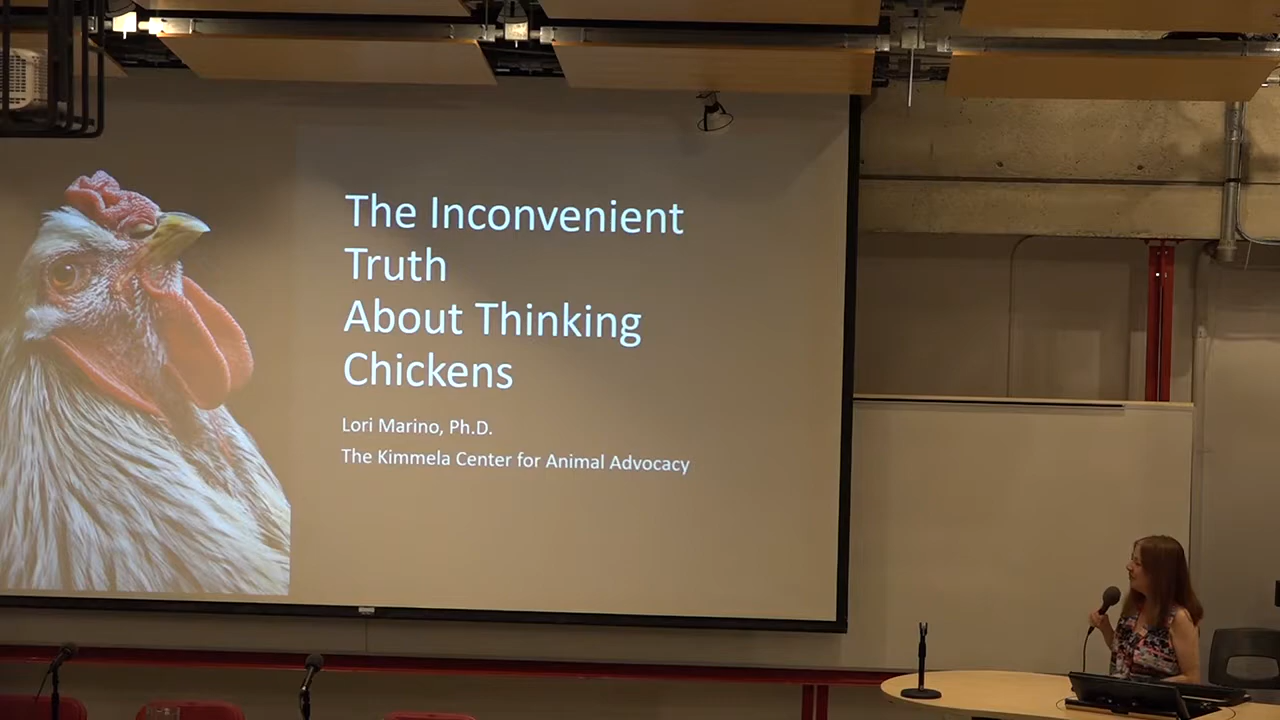 The Inconvenient
Truth
About Thinking
Chickens
Lori Marino, Ph.D.
The Kimmela Center for Animal Advocacy